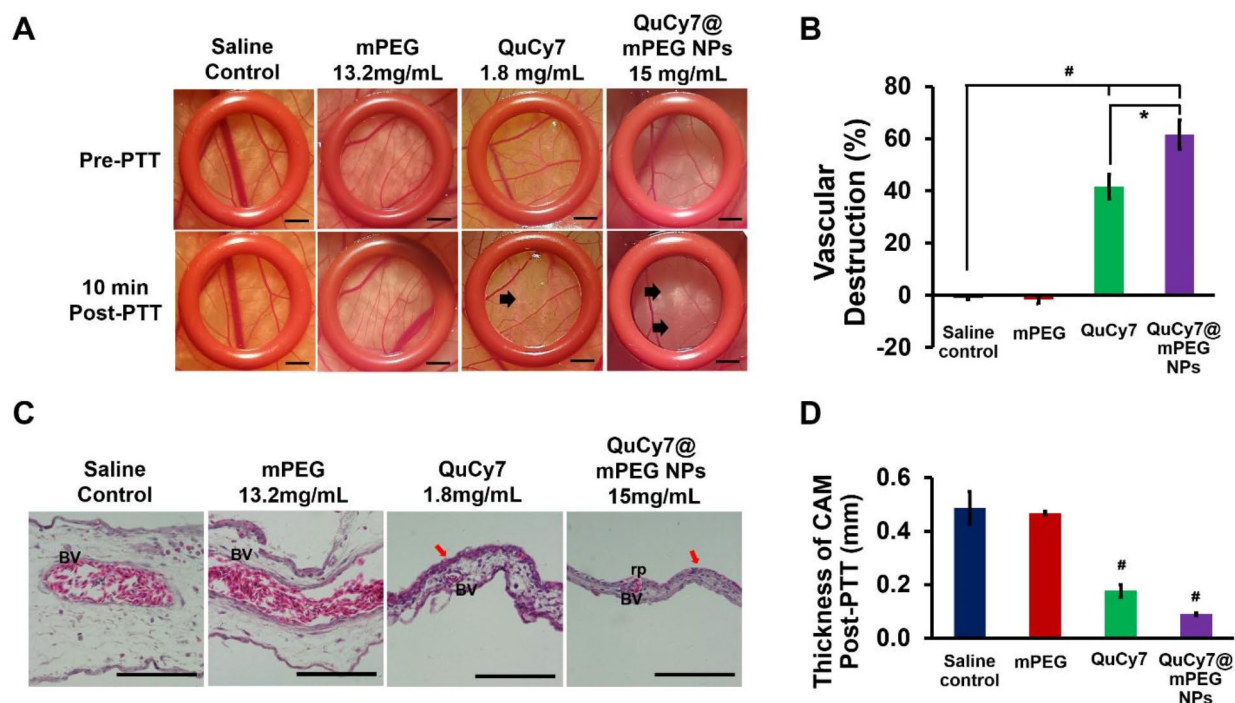 A
Saline
Control
mPEG
13.2mg/mL
QuCy7
1.8 mg/mL
QuCy7@
mPEG NPs
15 mg/mL
Pre-PTT
10 min
Post-PTT
B
Vascular
Destruction (%)
80
60
40
20
0
-20
#
*
Saline
control
mPEG
QuCy7
QuCy7@
mPEG
NPs
C
Saline
Control
mPEG
13.2mg/mL
QuCy7
1.8mg/mL
QuCy7@
mPEG NPs
15mg/mL
BV
BV
BV
rp
BV
D
Thickness of CAM
Post-PTT (mm)
0.6
0.4
0.2
0.0
#
#
Saline
control
mPEG
QuCy7
QuCy7@
mPEG
NPs